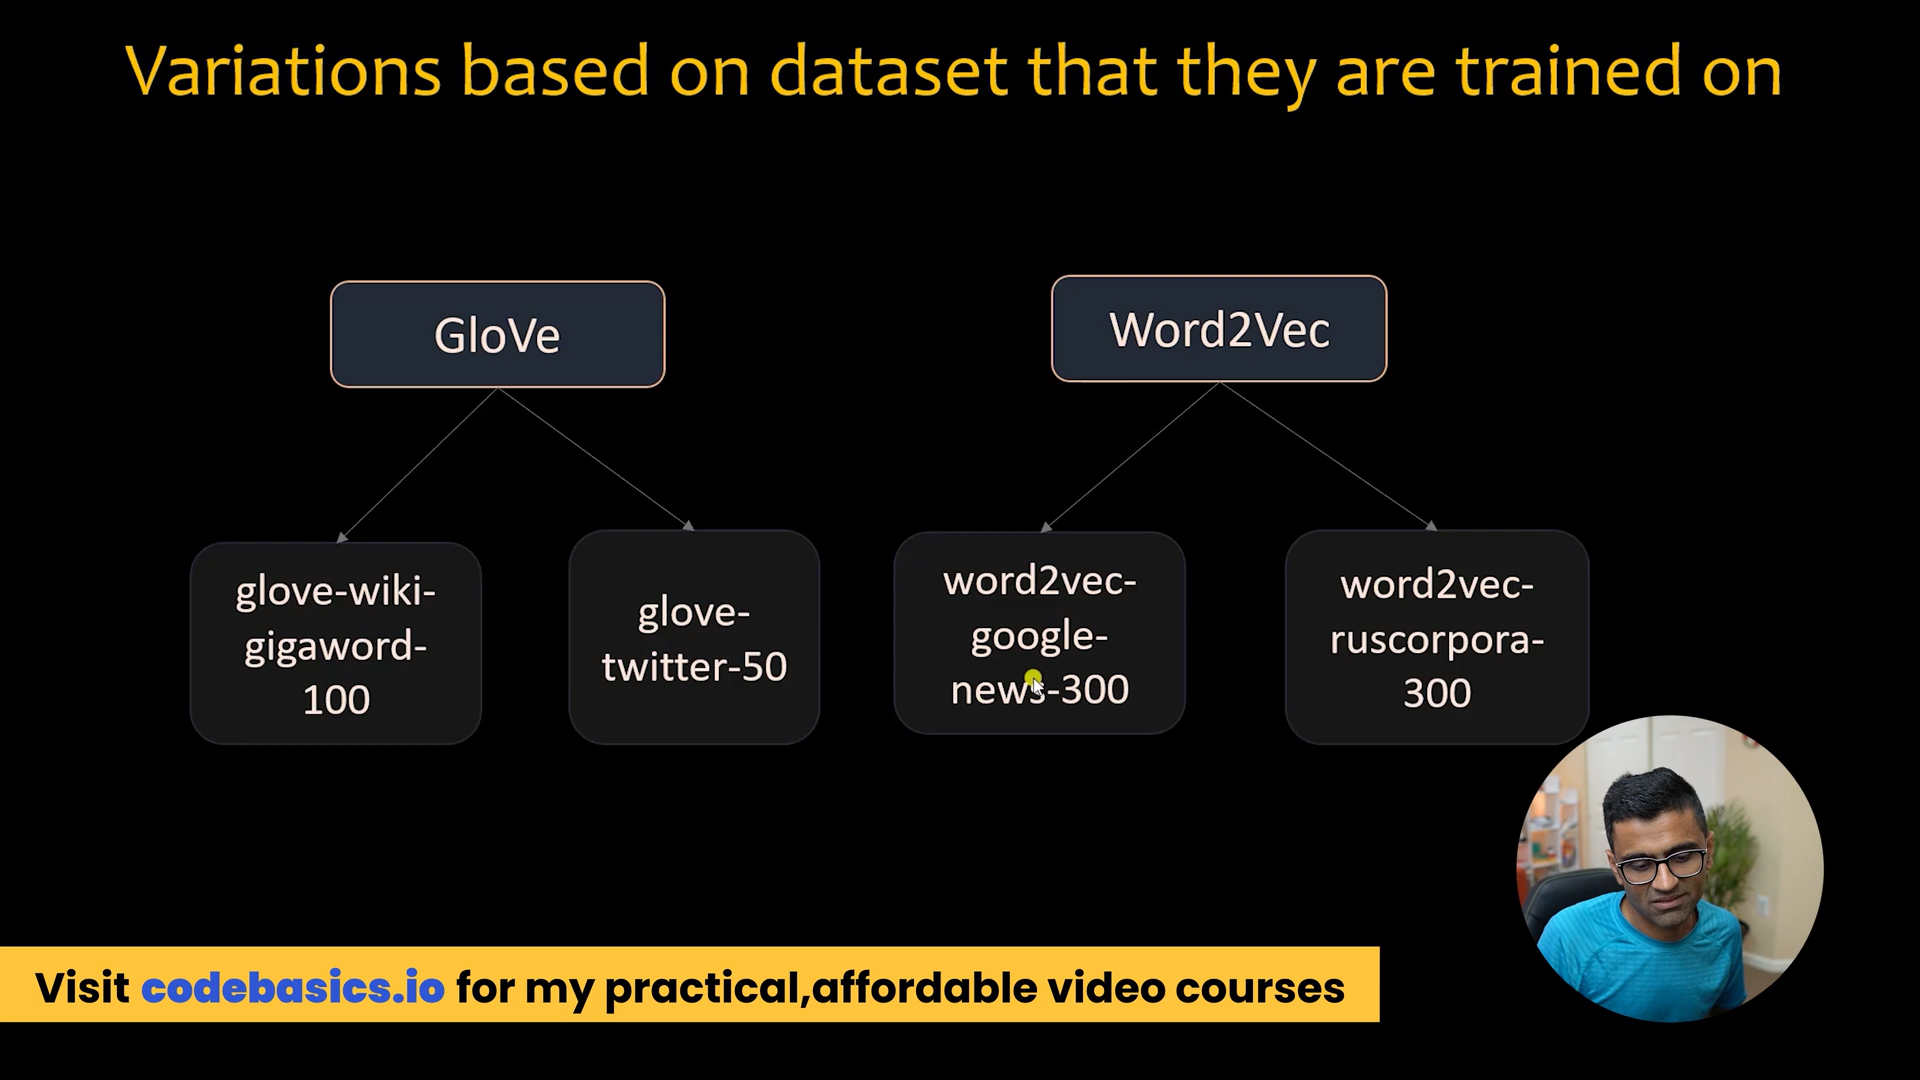 Variations based on dataset that they are trained on
GloVe
Word2Vec
glove-wiki-
gigaword-
100
glove-
twitter-50
word2vec-
google-
news-300
word2vec-
ruscorpora-
300
Visit codebasics.io for my practical,affordable video courses